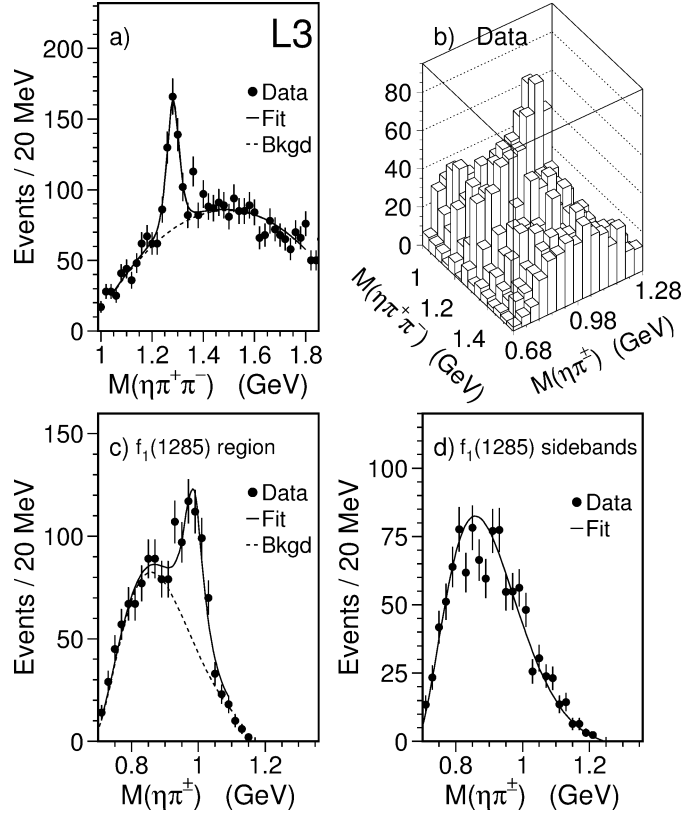 a) L3
200
150
100
50
0
Events / 20 MeV
Data
Fit
Bkgd
1 1.2 1.4 1.6 1.8
M(ηπ⁺π⁻) (GeV)
b) Data
80
60
40
20
0
1
1.2
1.4
M(ηπ⁺π⁻) (GeV)
0.68
0.98
1.28
M(ηπ±) (GeV)
c) f₁(1285) region
150
100
50
0
Events / 20 MeV
Data
Fit
Bkgd
0.8 1 1.2
M(ηπ±) (GeV)
d) f₁(1285) sidebands
100
75
50
25
0
Events / 20 MeV
Data
Fit
0.8 1 1.2
M(ηπ±) (GeV)